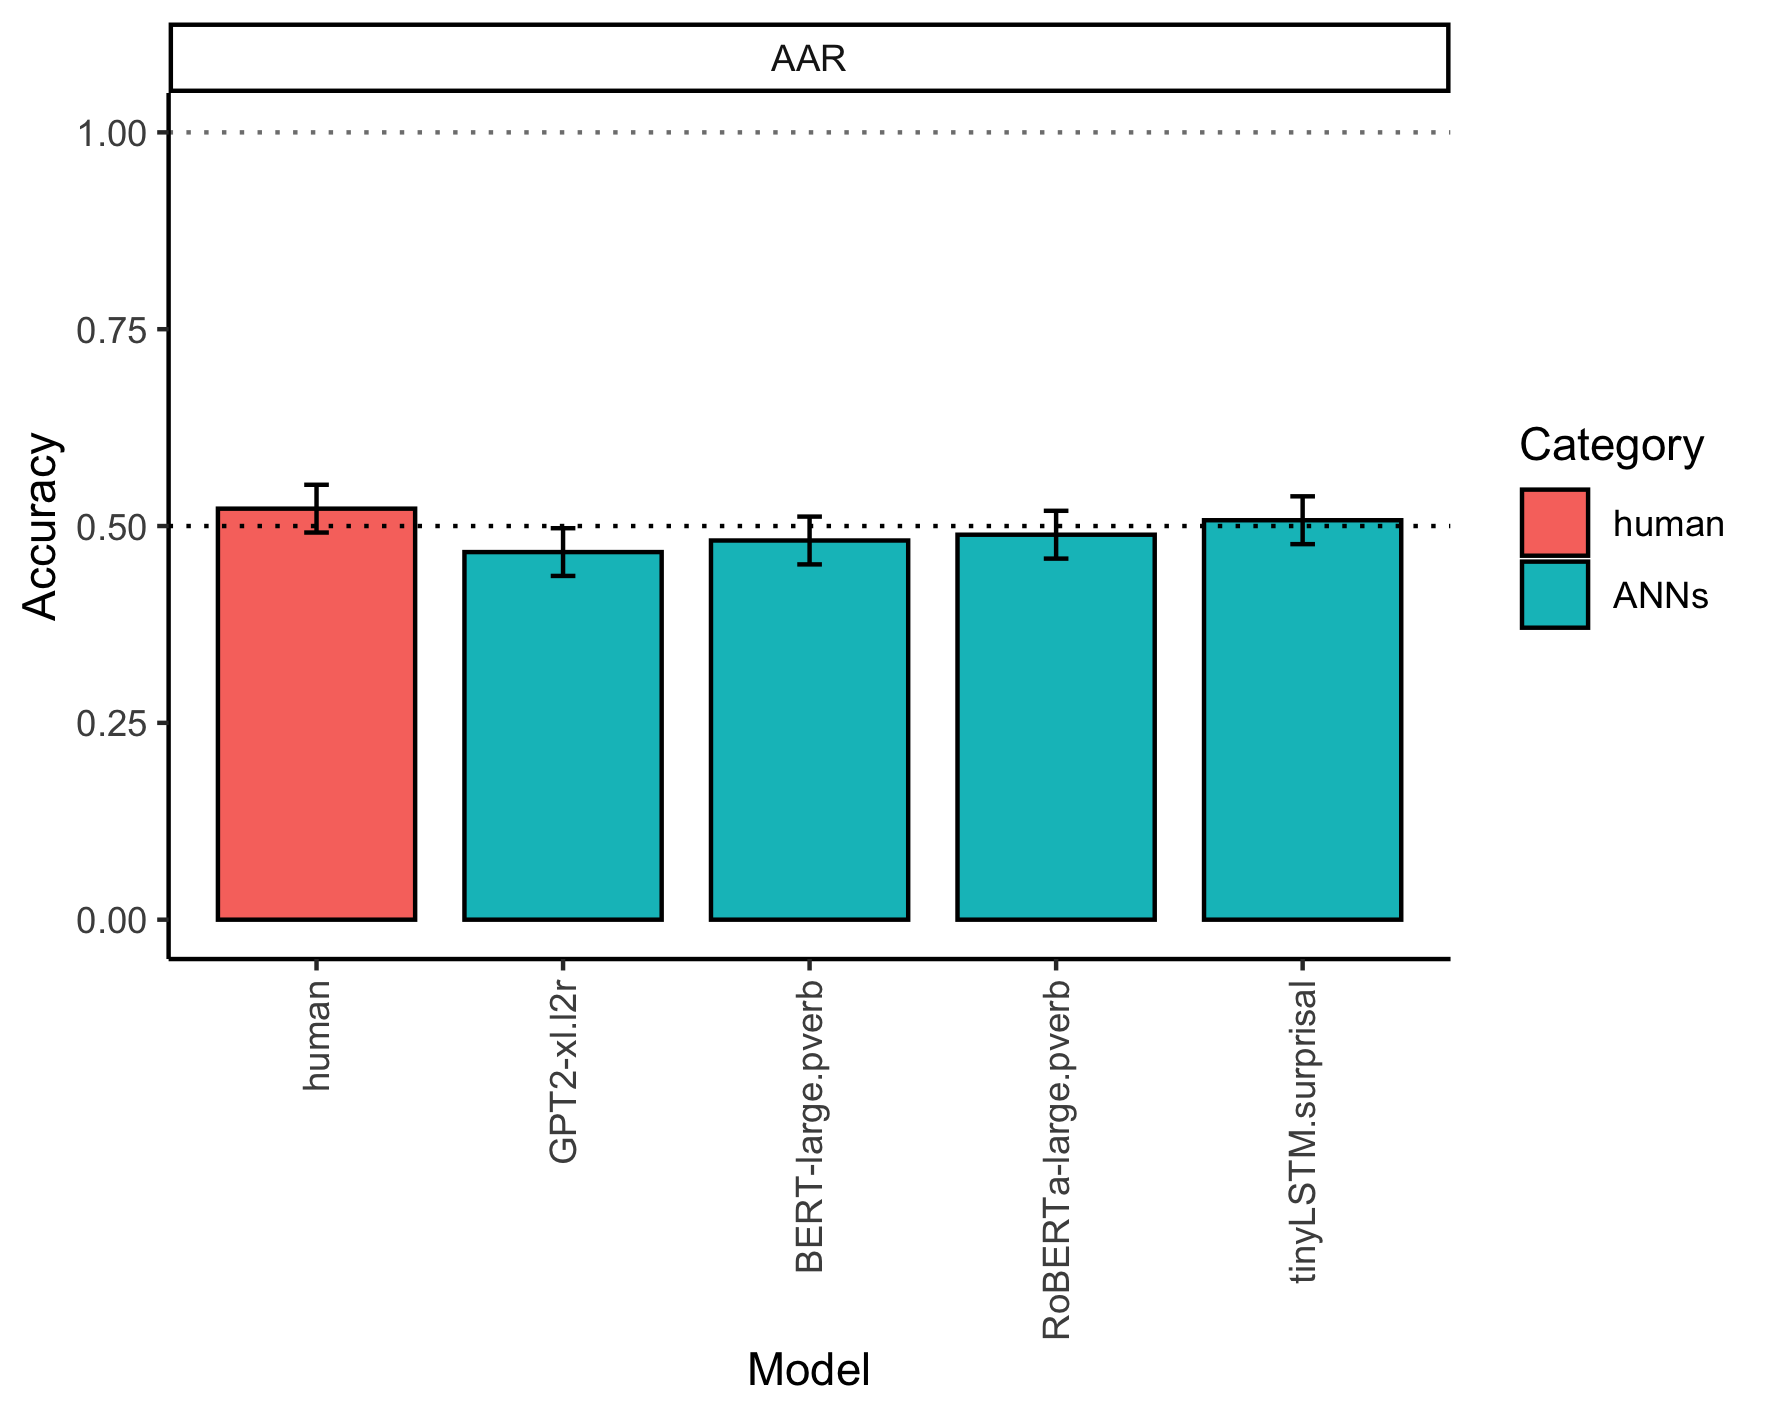 AAR
1.00
0.75
0.50
0.25
0.00
Accuracy
human
GPT2-xl.l2r
BERT-large.pverb
RoBERTa-large.pverb
tinyLSTM.surprisal
Model
Category
human
ANNs